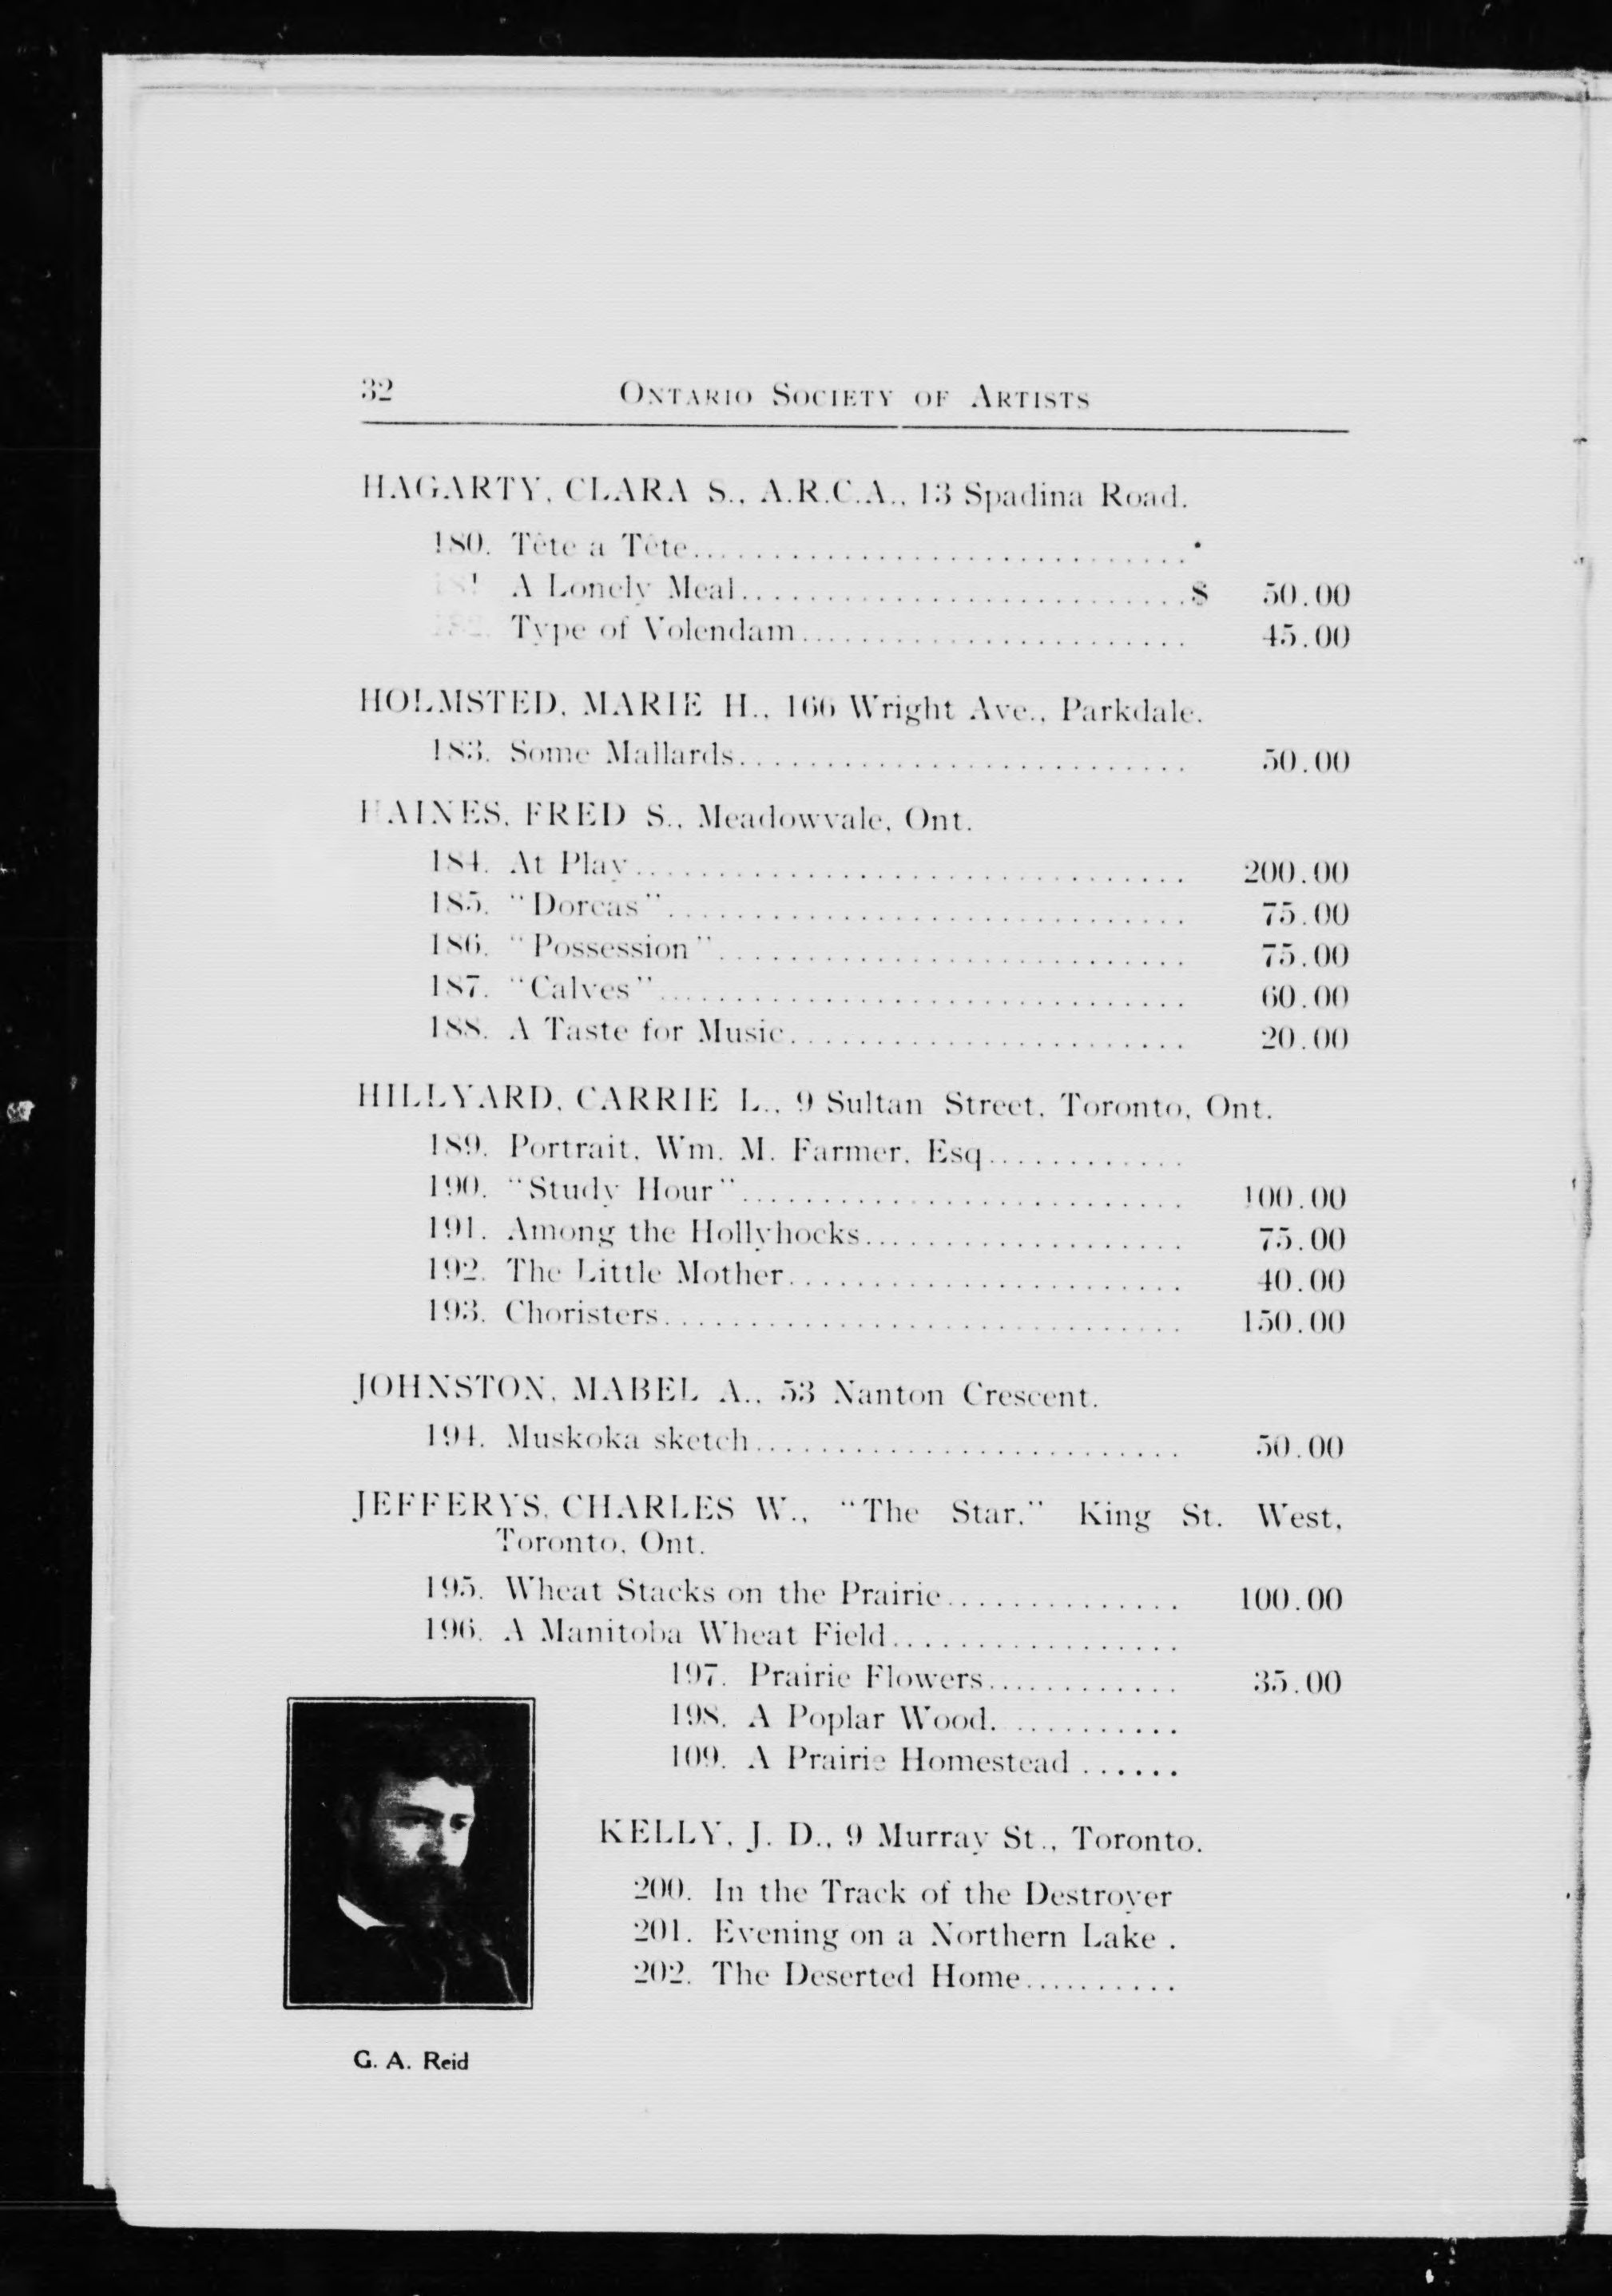 32 Ontario Society of Artists
HAGARTY, CLARA S., A.R.C.A., 13 Spadina Road.
180. Tête a Tête
181 A Lonely Meal $ 50.00
182. Type of Volendam 45.00
HOLMSTED, MARIE H., 166 Wright Ave., Parkdale.
183. Some Mallards 50.00
HAINES, FRED S., Meadowvale, Ont.
184. At Play 200.00
185. "Dorcas" 75.00
186. "Possession" 75.00
187. "Calves" 60.00
188. A Taste for Music 20.00
HILLYARD, CARRIE L., 9 Sultan Street, Toronto, Ont.
189. Portrait, Wm. M. Farmer, Esq
190. "Study Hour" 100.00
191. Among the Hollyhocks 75.00
192. The Little Mother 40.00
193. Choristers 150.00
JOHNSTON, MABEL A., 53 Nanton Crescent.
194. Muskoka sketch 50.00
JEFFERYS, CHARLES W., "The Star," King St. West,
Toronto, Ont.
195. Wheat Stacks on the Prairie 100.00
196. A Manitoba Wheat Field
197. Prairie Flowers 35.00
198. A Poplar Wood
109. A Prairie Homestead
KELLY, J. D., 9 Murray St., Toronto.
200. In the Track of the Destroyer
201. Evening on a Northern Lake .
202. The Deserted Home
G. A. Reid